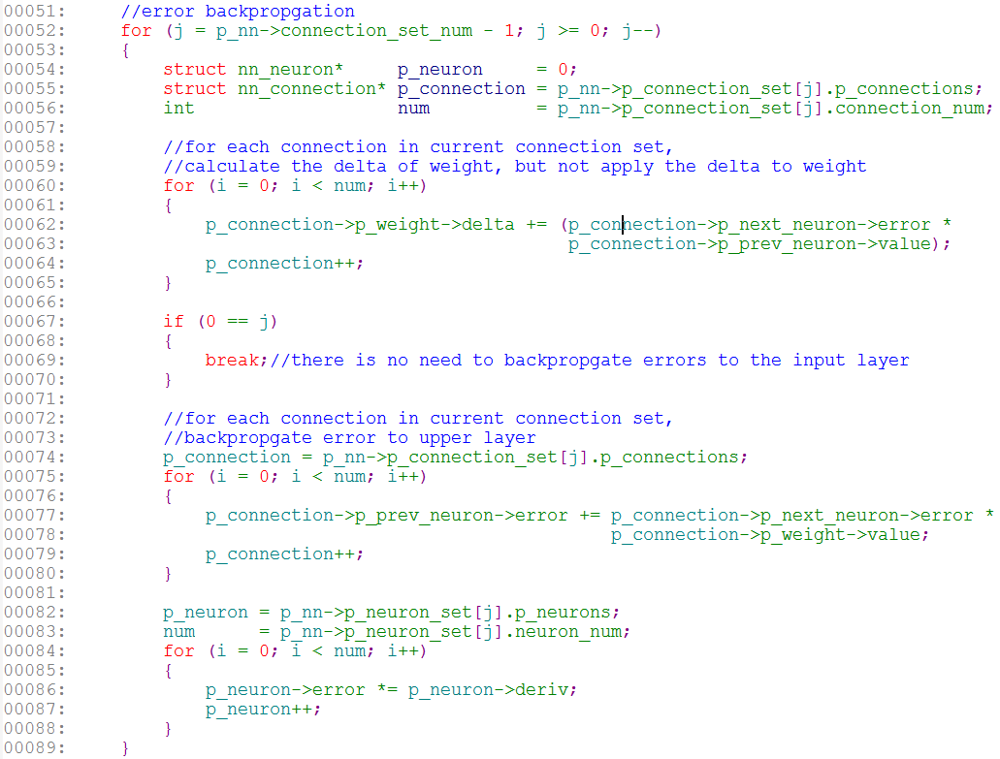 00051:     //error backpropgation
00052:     for (j = p_nn->connection_set_num - 1; j >= 0; j--)
00053:     {
00054:         struct nn_neuron*     p_neuron     = 0;
00055:         struct nn_connection* p_connection = p_nn->p_connection_set[j].p_connections;
00056:         int                   num          = p_nn->p_connection_set[j].connection_num;
00057:
00058:         //for each connection in current connection set,
00059:         //calculate the delta of weight, but not apply the delta to weight
00060:         for (i = 0; i < num; i++)
00061:         {
00062:             p_connection->p_weight->delta += (p_connection->p_next_neuron->error *
00063:                                               p_connection->p_prev_neuron->value);
00064:             p_connection++;
00065:         }
00066:
00067:         if (0 == j)
00068:         {
00069:             break;//there is no need to backpropgate errors to the input layer
00070:         }
00071:
00072:         //for each connection in current connection set,
00073:         //backpropgate error to upper layer
00074:         p_connection = p_nn->p_connection_set[j].p_connections;
00075:         for (i = 0; i < num; i++)
00076:         {
00077:             p_connection->p_prev_neuron->error += p_connection->p_next_neuron->error *
00078:                                                   p_connection->p_weight->value;
00079:             p_connection++;
00080:         }
00081:
00082:         p_neuron = p_nn->p_neuron_set[j].p_neurons;
00083:         num      = p_nn->p_neuron_set[j].neuron_num;
00084:         for (i = 0; i < num; i++)
00085:         {
00086:             p_neuron->error *= p_neuron->deriv;
00087:             p_neuron++;
00088:         }
00089:     }